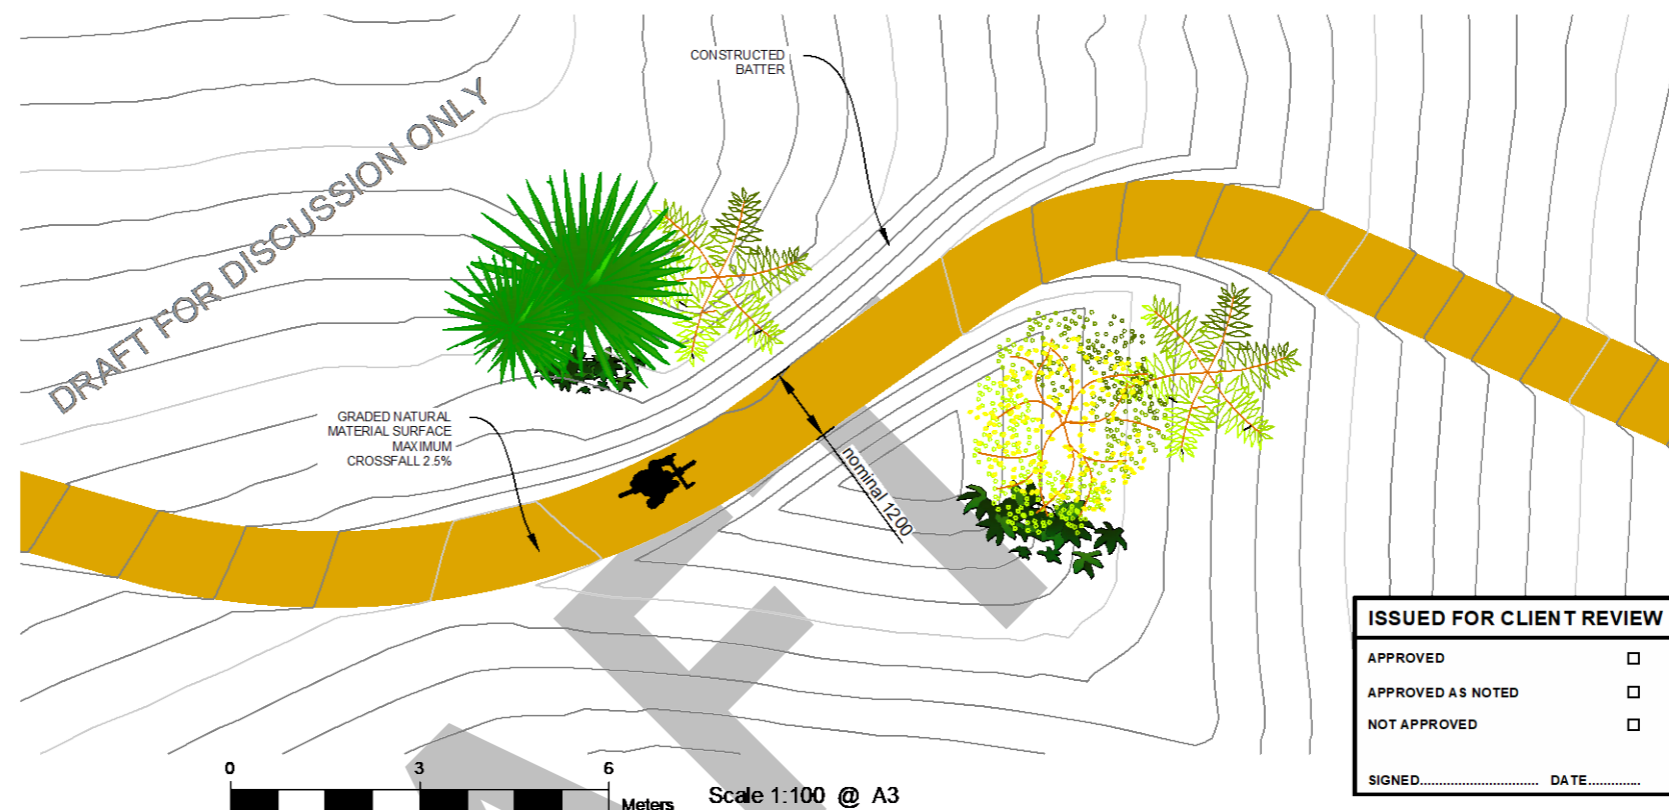 CONSTRUCTED
BATTER
DRAFT FOR DISCUSSION ONLY
GRADED NATURAL
MATERIAL SURFACE
MAXIMUM
CROSSFALL 2.5%
nominal 1200
ISSUED FOR CLIENT REVIEW
APPROVED
APPROVED AS NOTED
NOT APPROVED
SIGNED.............................. DATE.............
0 3 6
Meters
Scale 1:100 @ A3